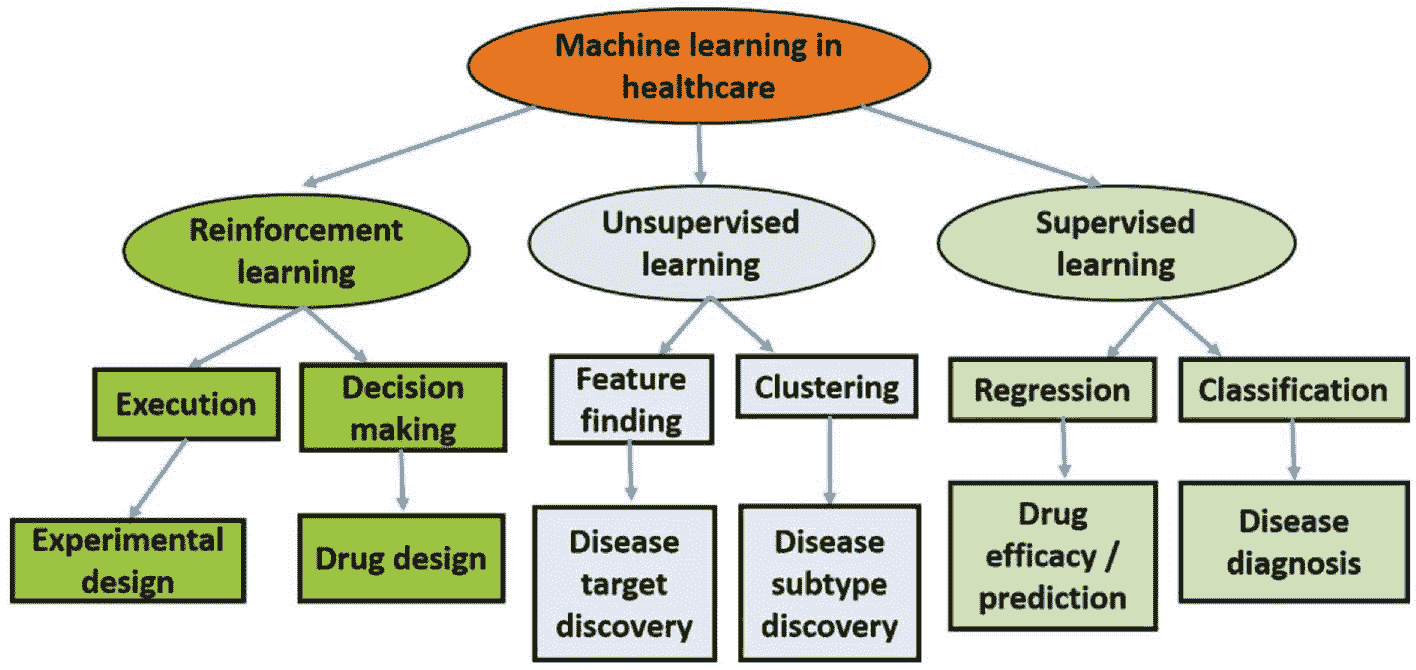 Machine learning in
healthcare
Reinforcement
learning
Unsupervised
learning
Supervised
learning
Execution
Decision
making
Feature
finding
Clustering
Regression
Classification
Experimental
design
Drug design
Disease
target
discovery
Disease
subtype
discovery
Drug
efficacy /
prediction
Disease
diagnosis